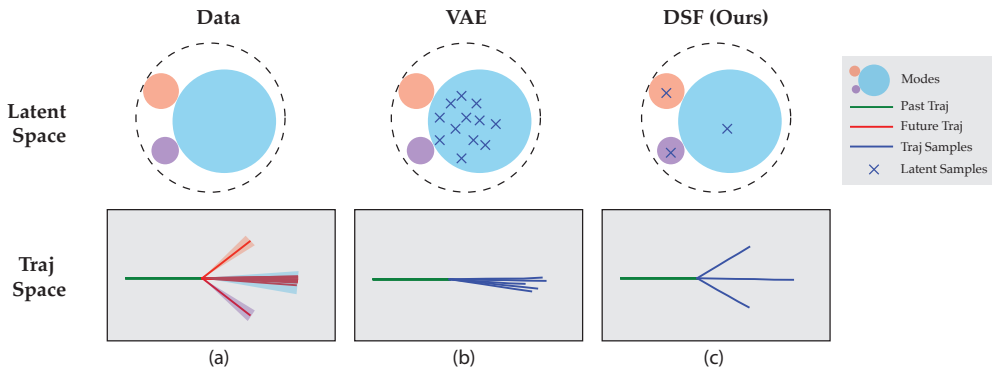 Data
VAE
DSF (Ours)
Latent
Space
Modes
Past Traj
Future Traj
Traj Samples
Latent Samples
Traj
Space
(a)
(b)
(c)